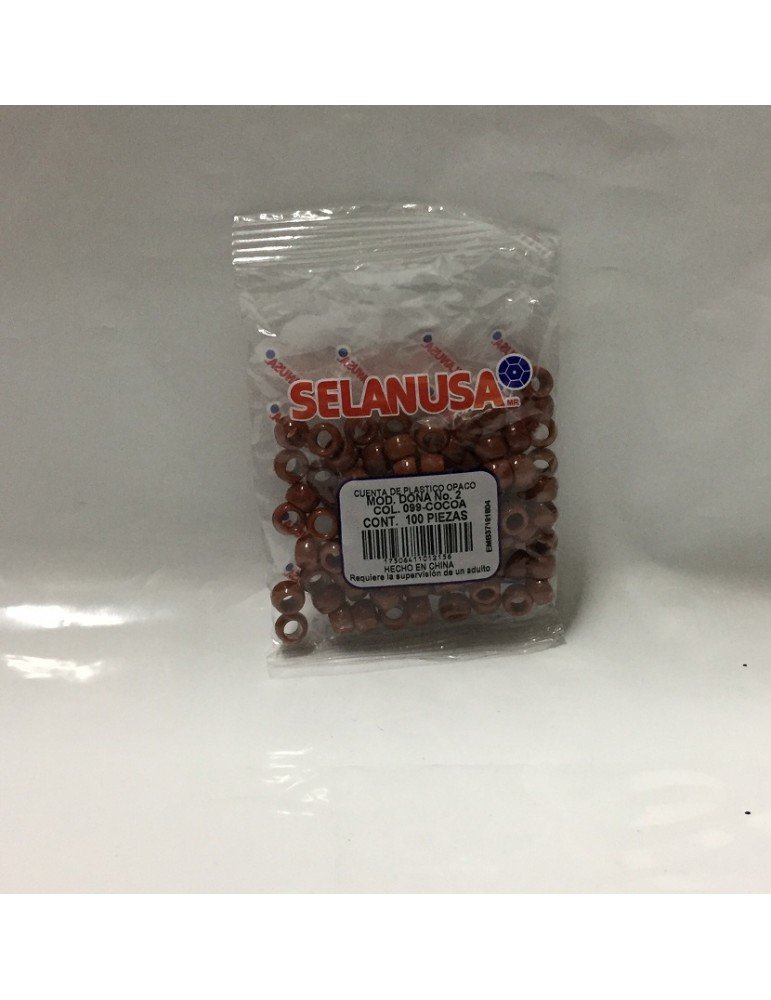 SELANUSA
MR
CUENTA DE PLASTICO OPACO
MOD. DONA No. 2
COL. 099-COCOA
CONT. 100 PIEZAS
17506411012156
HECHO EN CHINA
Requiere la supervisión de un adulto